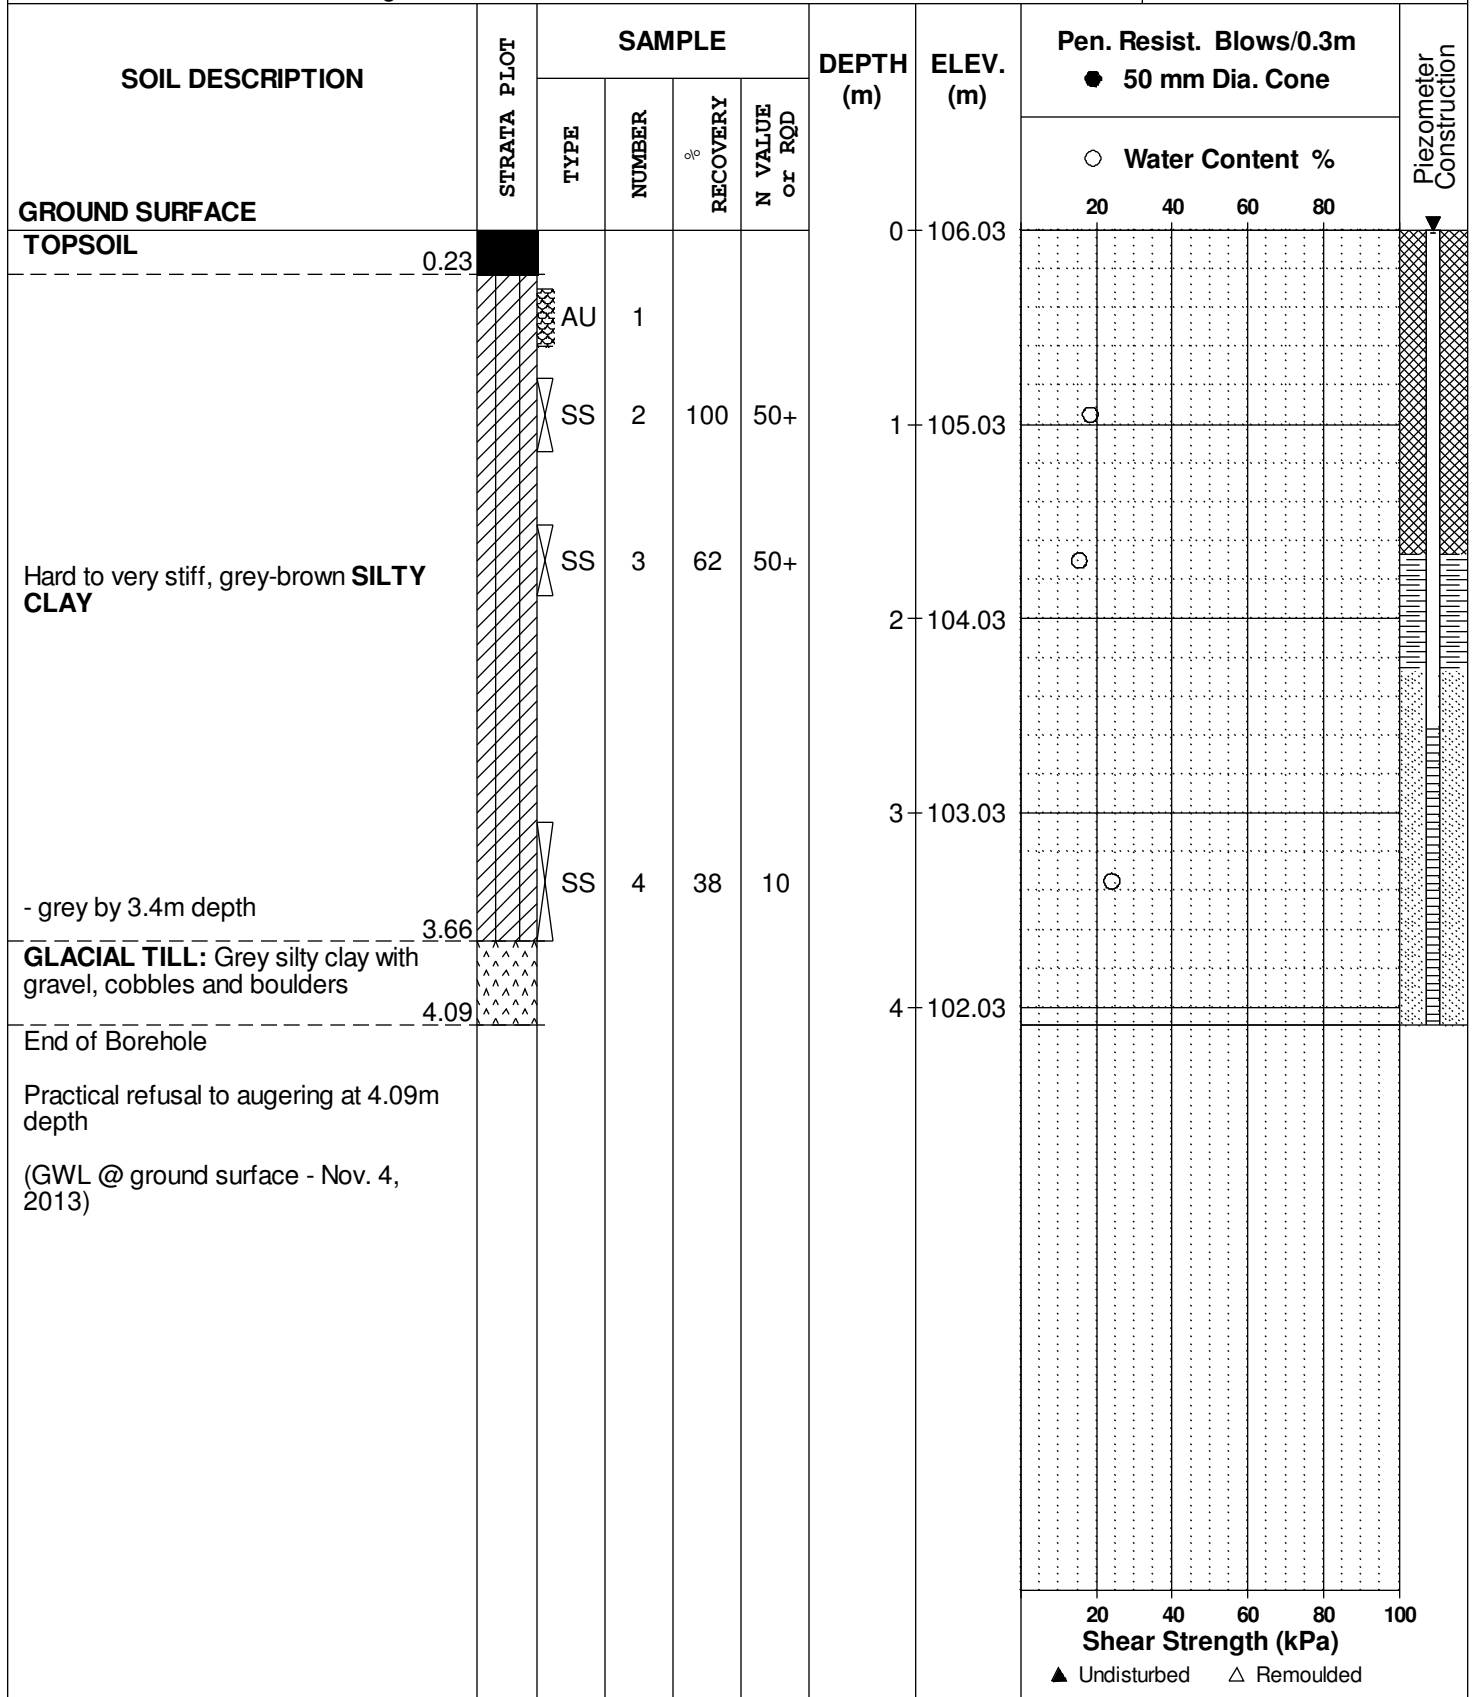 SOIL DESCRIPTION
GROUND SURFACE
STRATA PLOT
SAMPLE
TYPE
NUMBER
%
RECOVERY
N VALUE
or RQD
DEPTH
(m)
ELEV.
(m)
Pen. Resist. Blows/0.3m
● 50 mm Dia. Cone
○ Water Content %
20 40 60 80
Piezometer
Construction
TOPSOIL
0.23
0 106.03
AU 1
SS 2 100 50+
1 105.03
SS 3 62 50+
Hard to very stiff, grey-brown SILTY
CLAY
2 104.03
3 103.03
SS 4 38 10
- grey by 3.4m depth
3.66
GLACIAL TILL: Grey silty clay with
gravel, cobbles and boulders
4.09
4 102.03
End of Borehole
Practical refusal to augering at 4.09m
depth
(GWL @ ground surface - Nov. 4,
2013)
20 40 60 80 100
Shear Strength (kPa)
▲ Undisturbed △ Remoulded